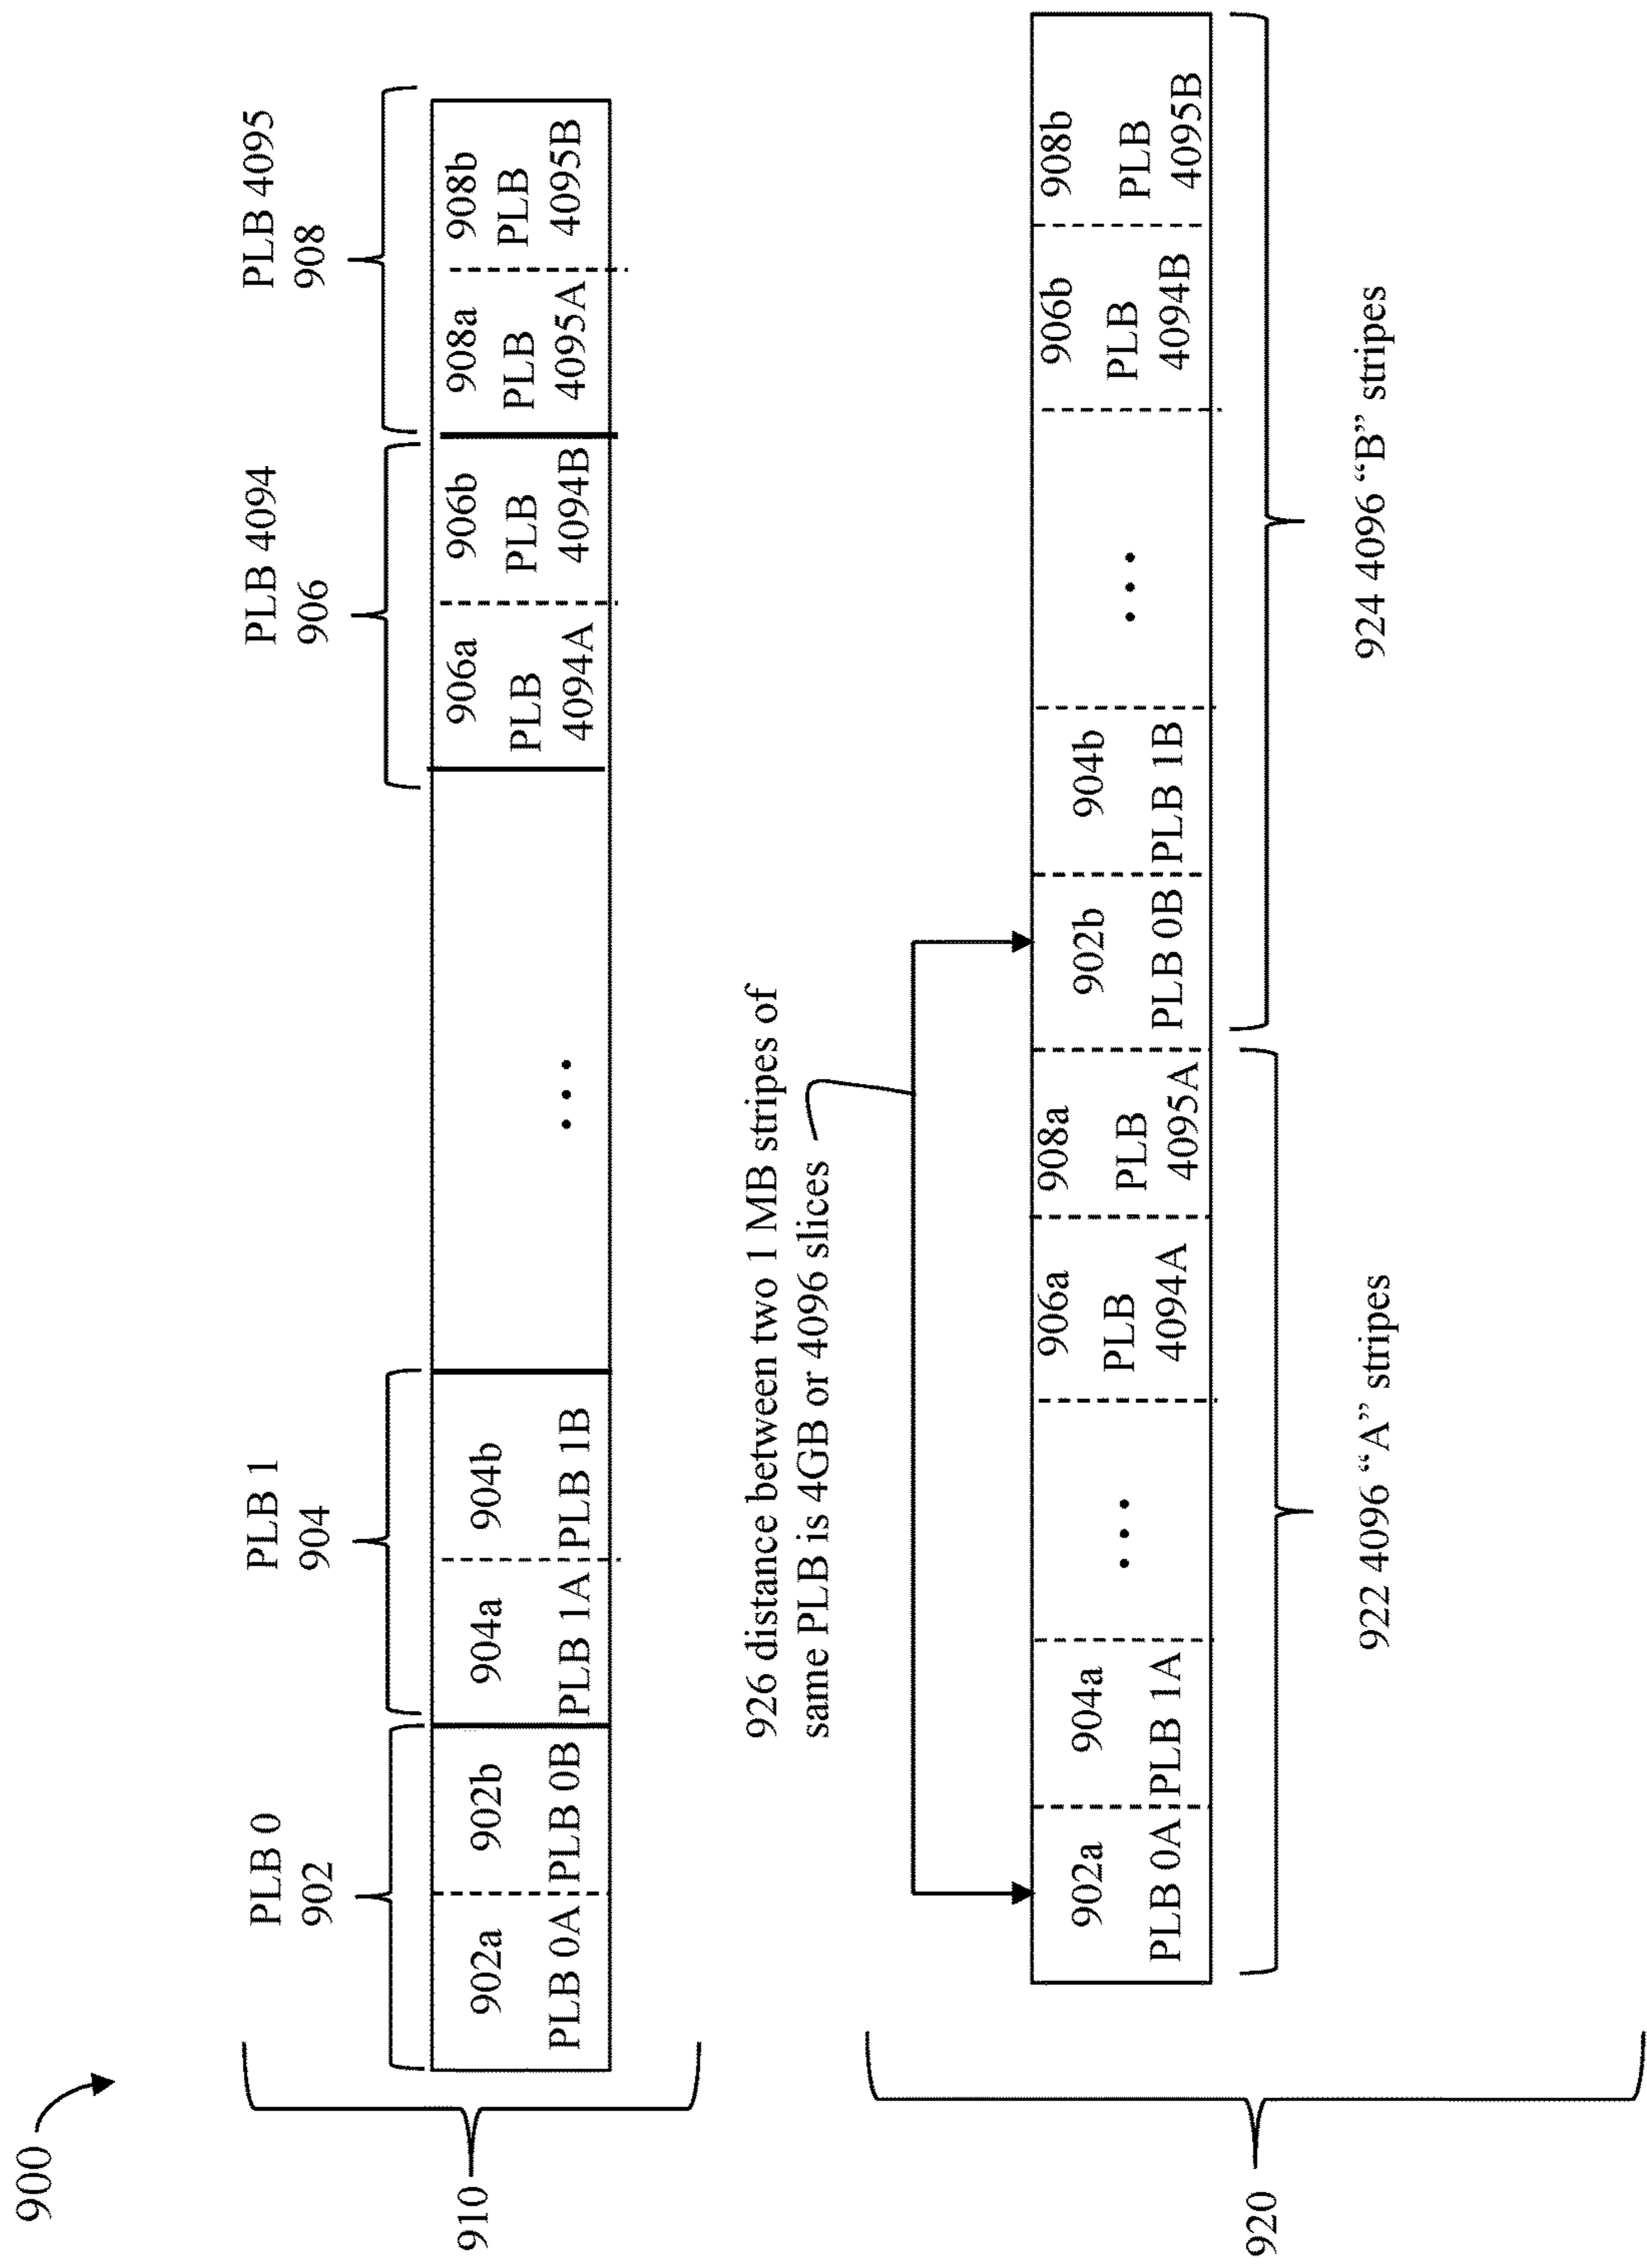 900
PLB 0
902
PLB 1
904
PLB 4094
906
PLB 4095
908
910
902a
PLB 0A
902b
PLB 0B
904a
PLB 1A
904b
PLB 1B
...
906a
PLB
4094A
906b
PLB
4094B
908a
PLB
4095A
908b
PLB
4095B
926 distance between two 1 MB stripes of
same PLB is 4GB or 4096 slices
920
902a
PLB 0A
904a
PLB 1A
...
906a
PLB
4094A
908a
PLB
4095A
902b
PLB 0B
904b
PLB 1B
...
906b
PLB
4094B
908b
PLB
4095B
922 4096 “A” stripes
924 4096 “B” stripes